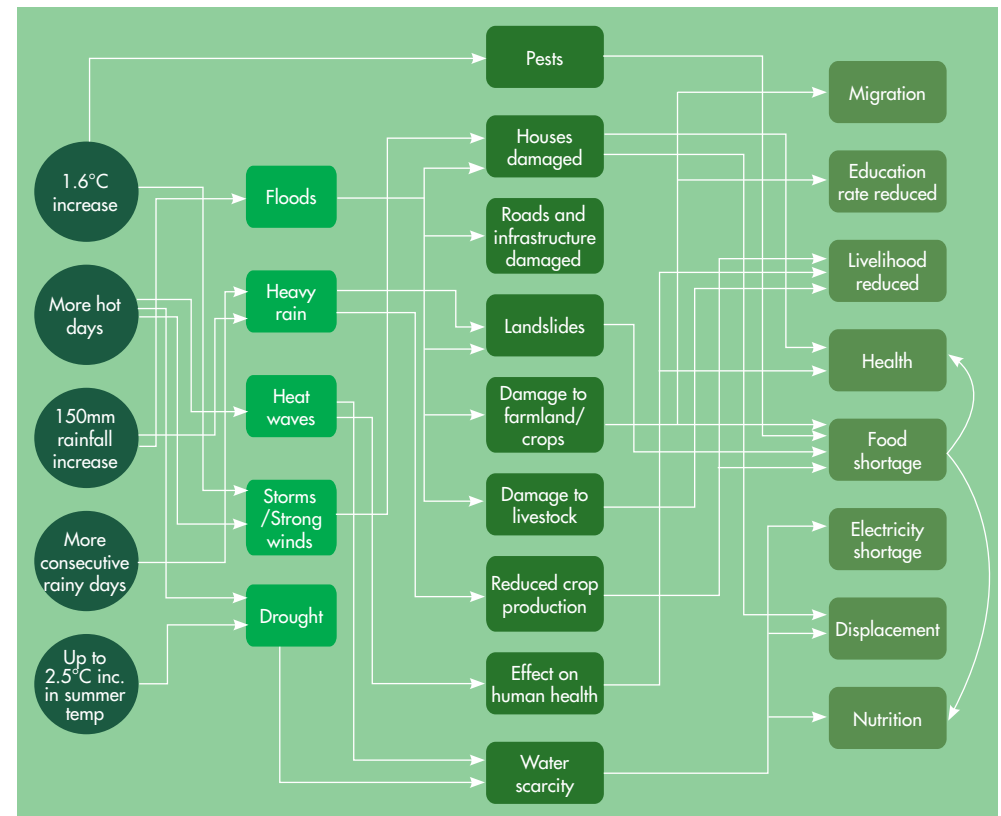 1.6°C
increase
More hot
days
150mm
rainfall
increase
More
consecutive
rainy days
Up to
2.5°C inc.
in summer
temp
Floods
Heavy
rain
Heat
waves
Storms
/Strong
winds
Drought
Pests
Houses
damaged
Roads and
infrastructure
damaged
Landslides
Damage to
farmland/
crops
Damage to
livestock
Reduced crop
production
Effect on
human health
Water
scarcity
Migration
Education
rate reduced
Livelihood
reduced
Health
Food
shortage
Electricity
shortage
Displacement
Nutrition